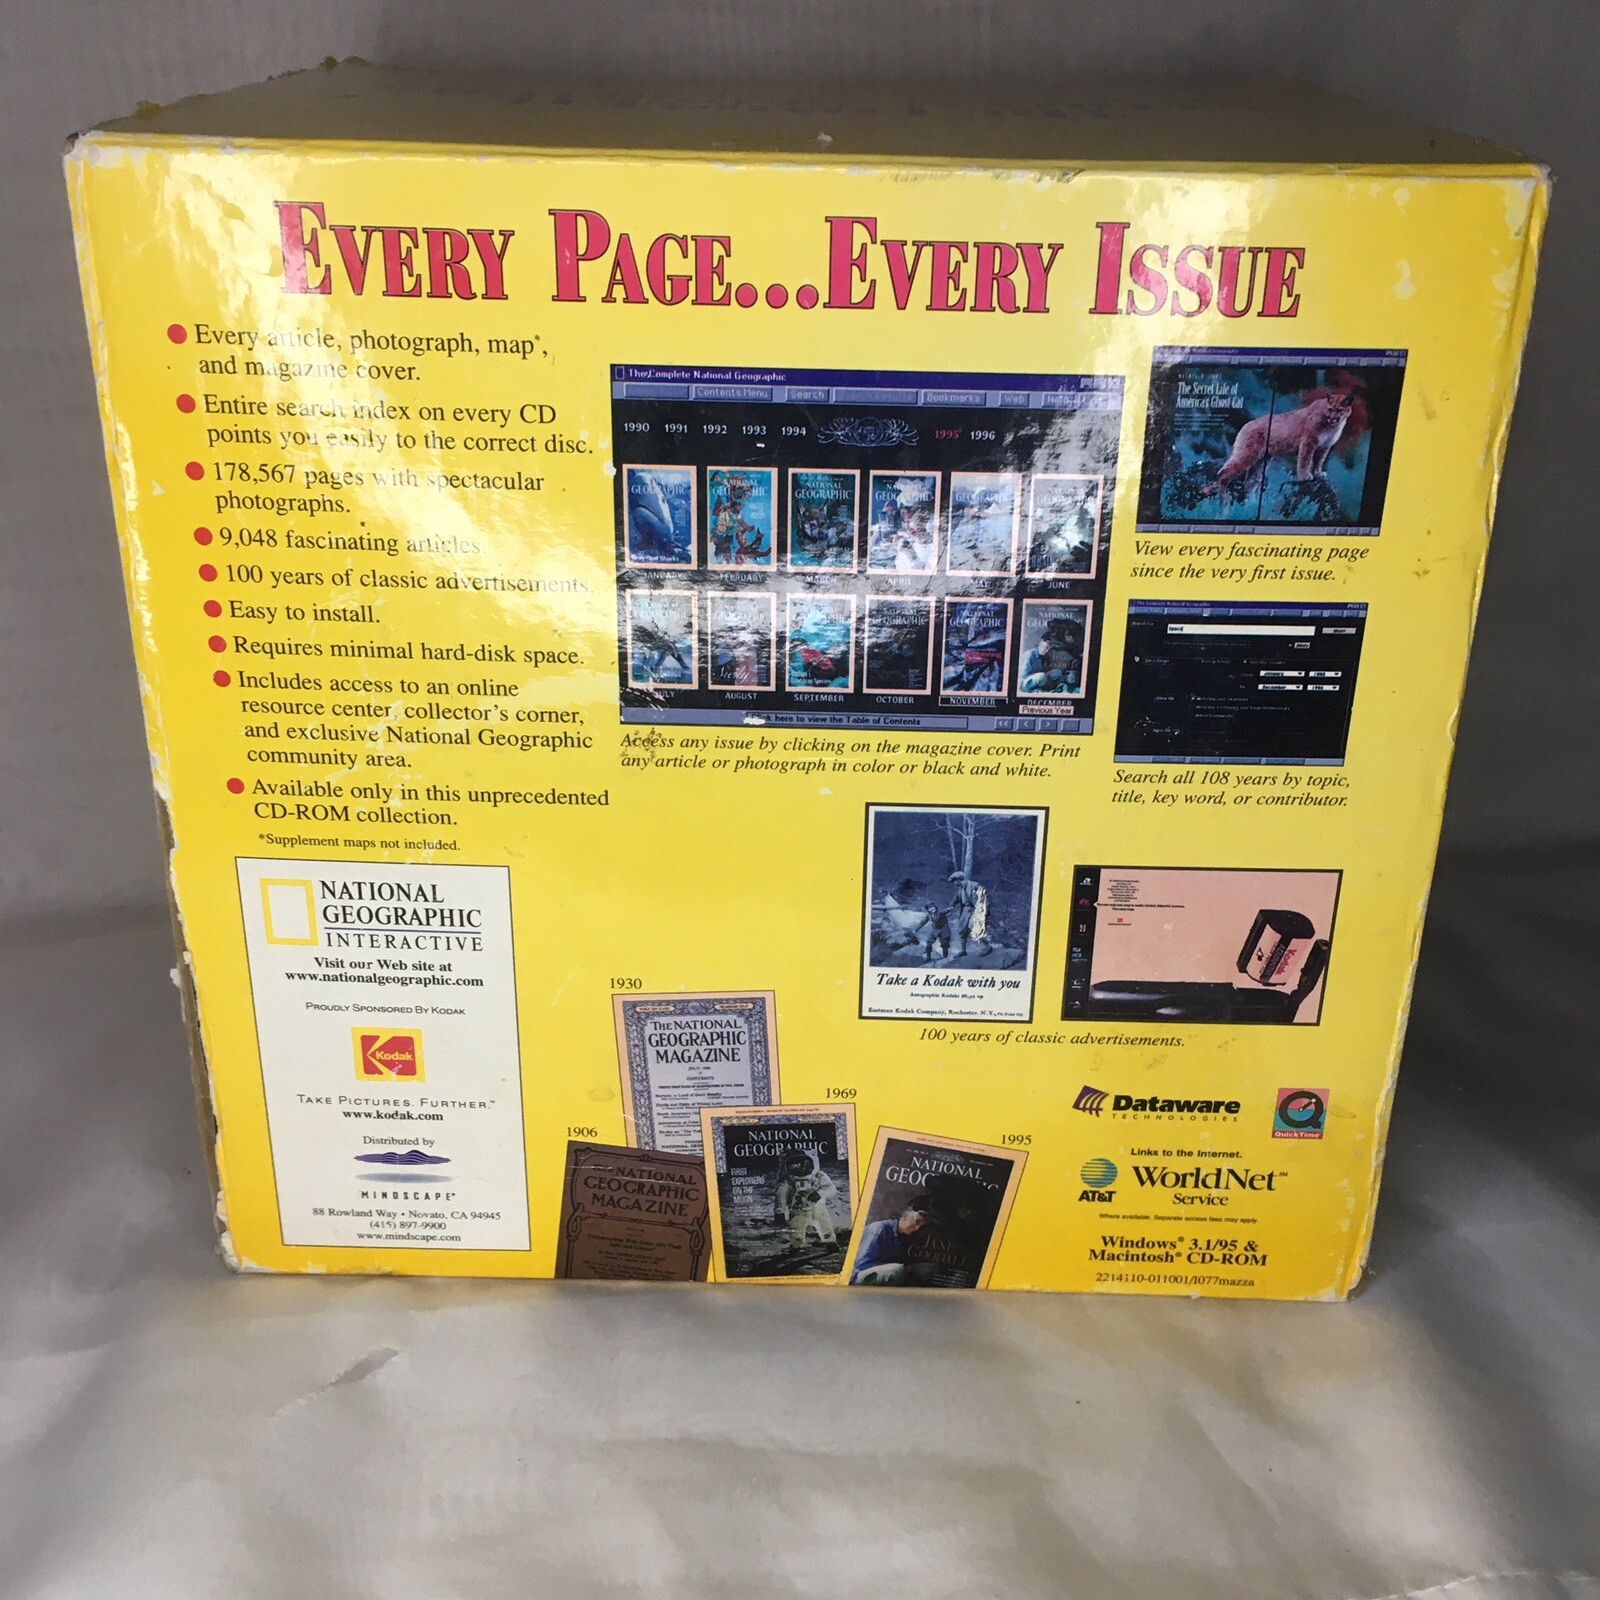 EVERY PAGE...EVERY ISSUE
● Every article, photograph, map*,
and magazine cover.
● Entire search index on every CD
points you easily to the correct disc.
● 178,567 pages with spectacular
photographs.
● 9,048 fascinating articles.
● 100 years of classic advertisements.
● Easy to install.
● Requires minimal hard-disk space.
● Includes access to an online
resource center, collector's corner,
and exclusive National Geographic
community area.
● Available only in this unprecedented
CD-ROM collection.
*Supplement maps not included.
The Complete National Geographic
Contents Menu Search Search Results Bookmarks Web Help
1990 1991 1992 1993 1994 1995 1996
JANUARY FEBRUARY MARCH APRIL MAY JUNE
JULY AUGUST SEPTEMBER OCTOBER NOVEMBER DECEMBER
Previous Year
here to view the Table of Contents
Access any issue by clicking on the magazine cover. Print
any article or photograph in color or black and white.
The Secret Life of
America's Ghost Cat
View every fascinating page
since the very first issue.
The Complete National Geographic
Search all 108 years by topic,
title, key word, or contributor.
Take a Kodak with you
Eastman Kodak Company, Rochester, N.Y.,
Kodak
100 years of classic advertisements.
NATIONAL
GEOGRAPHIC
INTERACTIVE
Visit our Web site at
www.nationalgeographic.com
PROUDLY SPONSORED BY KODAK
Kodak
TAKE PICTURES. FURTHER.™
www.kodak.com
Distributed by
MINDSCAPE®
88 Rowland Way • Novato, CA 94945
(415) 897-9900
www.mindscape.com
1930
THE NATIONAL
GEOGRAPHIC
MAGAZINE
1906
NATIONAL
GEOGRAPHIC
MAGAZINE
1969
NATIONAL
GEOGRAPHIC
FIRST
EXPLORERS
ON THE
MOON
1995
NATIONAL
GEOGRAPHIC
JANE
GOODALL
Dataware
TECHNOLOGIES
QuickTime
Links to the Internet.
AT&T
WorldNet℠
Service
Where available. Separate access fees may apply
Windows® 3.1/95 &
Macintosh® CD-ROM
2214110-011001/1077mazza